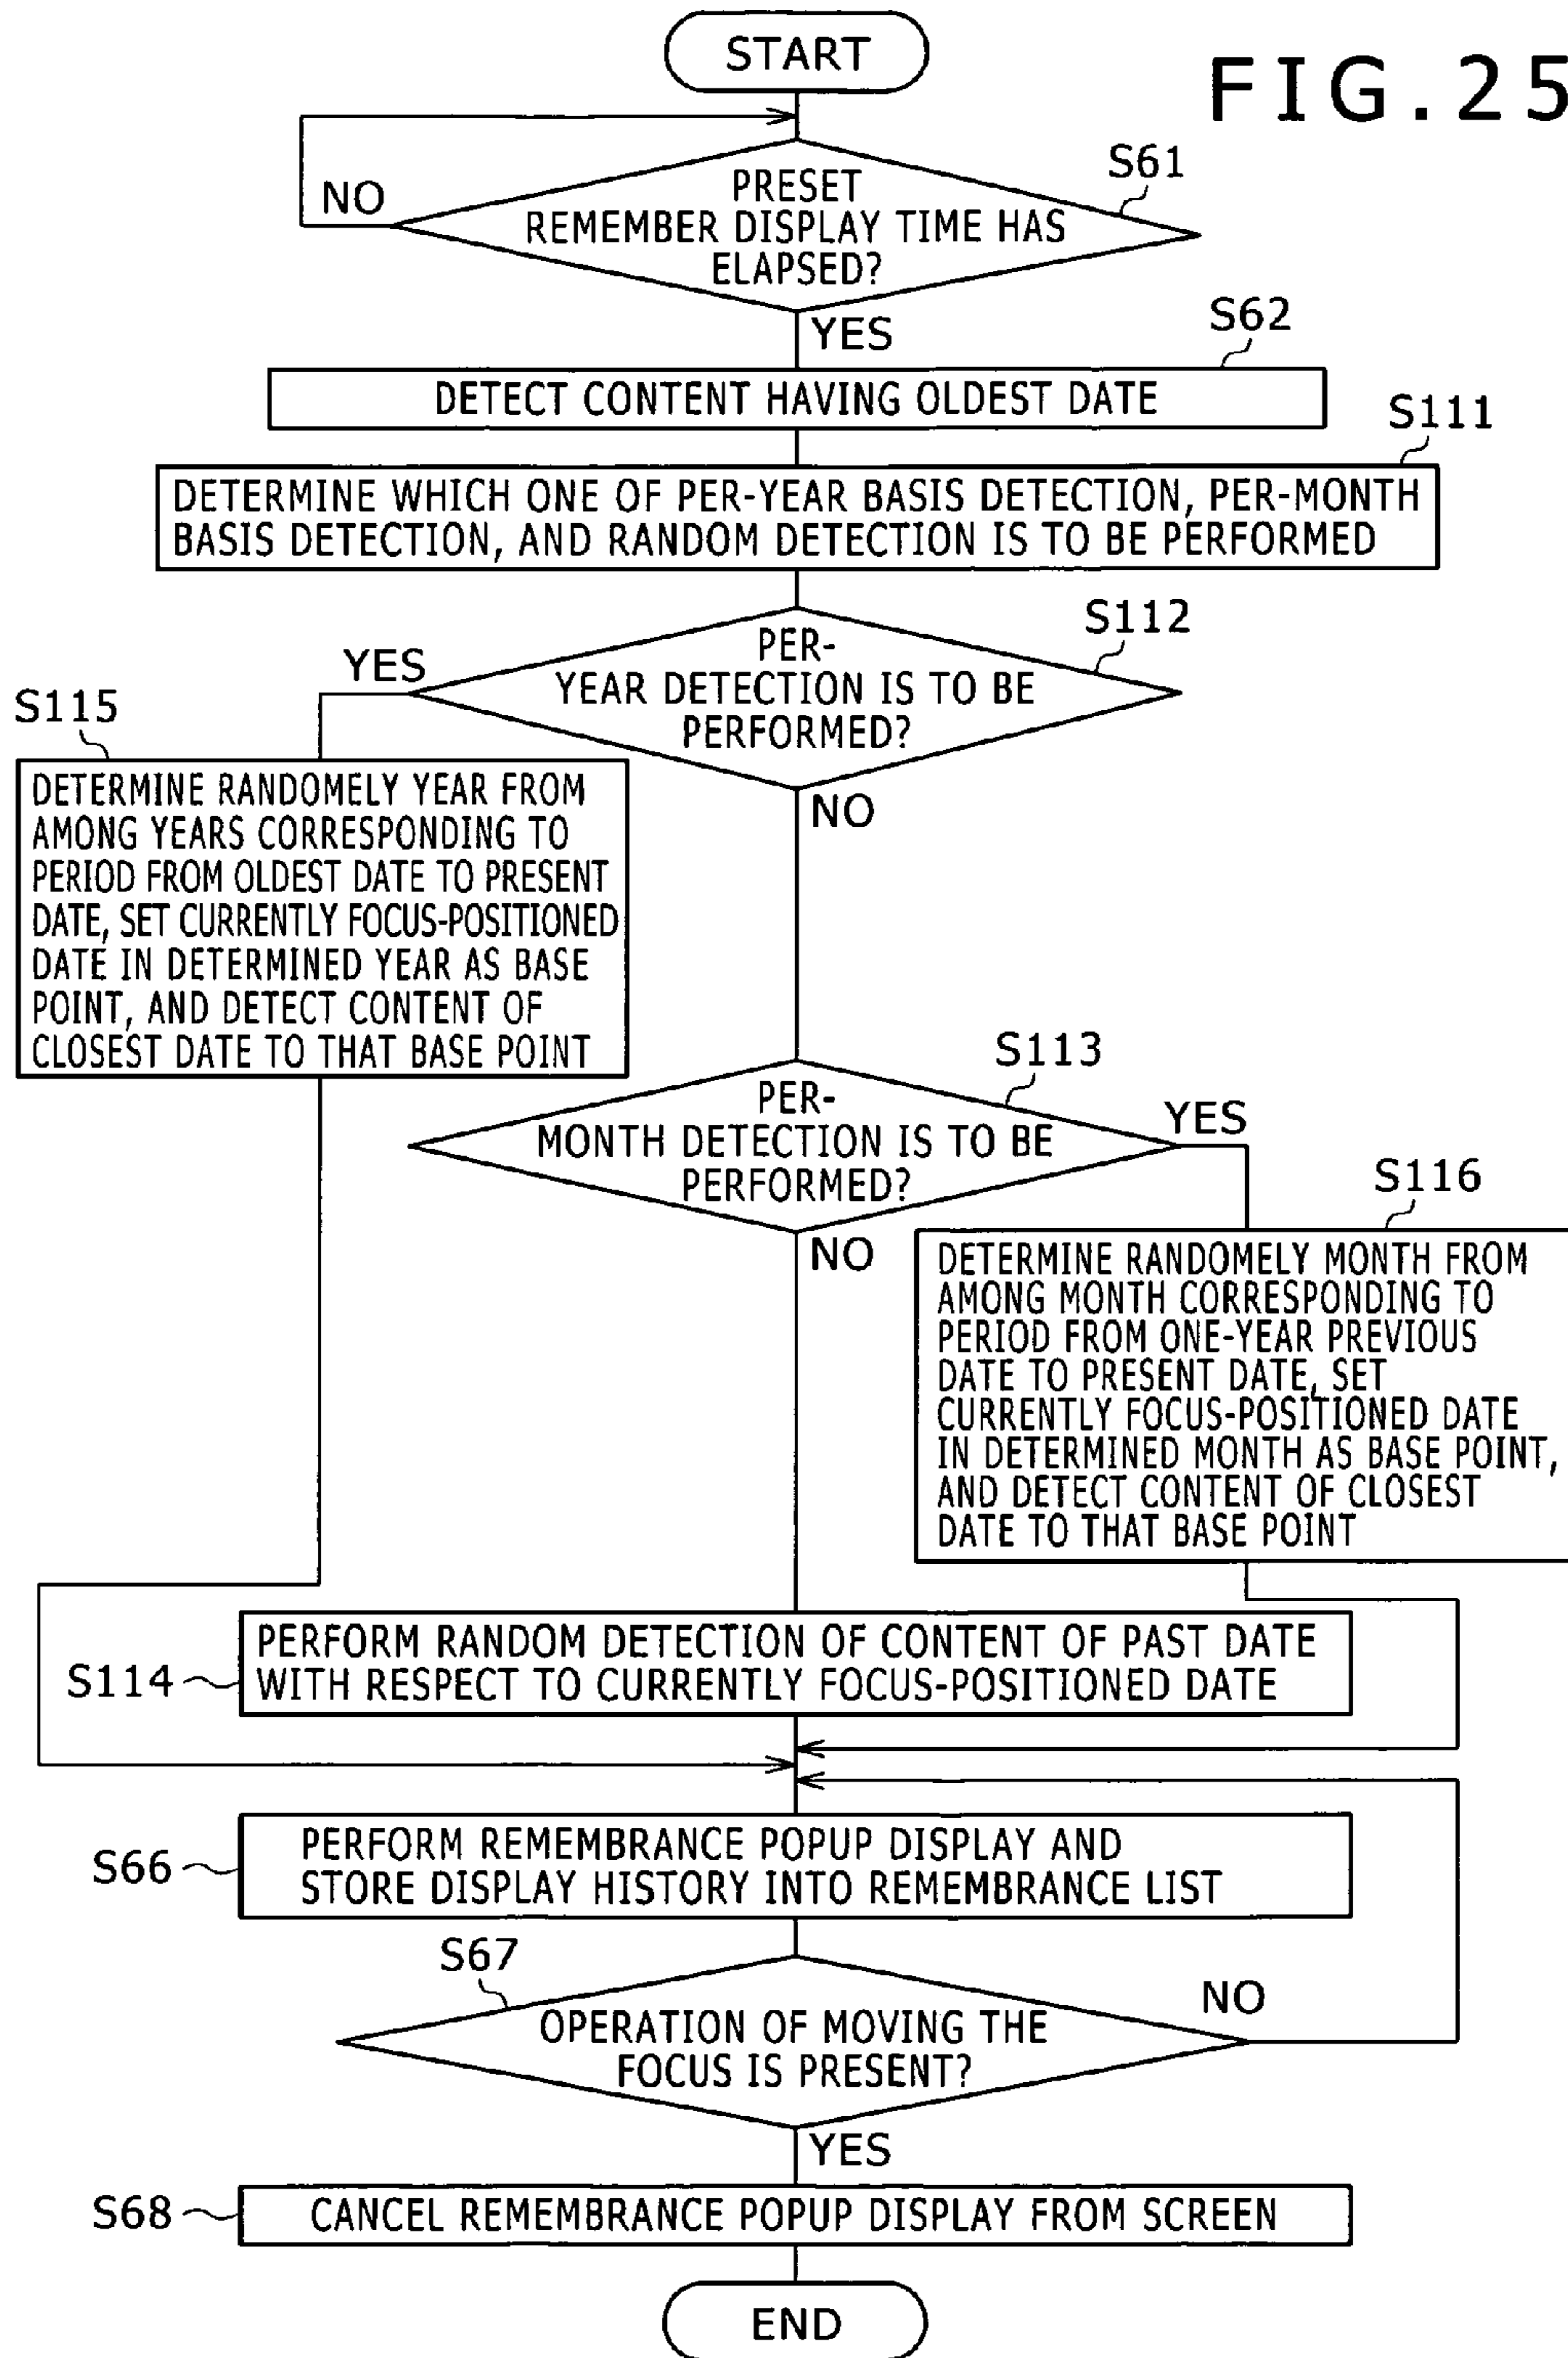 START
FIG.25
S61
NO
PRESET
REMEMBER DISPLAY TIME HAS
ELAPSED?
YES
S62
DETECT CONTENT HAVING OLDEST DATE
S111
DETERMINE WHICH ONE OF PER-YEAR BASIS DETECTION, PER-MONTH
BASIS DETECTION, AND RANDOM DETECTION IS TO BE PERFORMED
S112
YES
PER-
YEAR DETECTION IS TO BE
PERFORMED?
NO
S115
DETERMINE RANDOMELY YEAR FROM
AMONG YEARS CORRESPONDING TO
PERIOD FROM OLDEST DATE TO PRESENT
DATE, SET CURRENTLY FOCUS-POSITIONED
DATE IN DETERMINED YEAR AS BASE
POINT, AND DETECT CONTENT OF
CLOSEST DATE TO THAT BASE POINT
S113
PER-
MONTH DETECTION IS TO BE
PERFORMED?
YES
NO
S116
DETERMINE RANDOMELY MONTH FROM
AMONG MONTH CORRESPONDING TO
PERIOD FROM ONE-YEAR PREVIOUS
DATE TO PRESENT DATE, SET
CURRENTLY FOCUS-POSITIONED DATE
IN DETERMINED MONTH AS BASE POINT,
AND DETECT CONTENT OF CLOSEST
DATE TO THAT BASE POINT
S114
PERFORM RANDOM DETECTION OF CONTENT OF PAST DATE
WITH RESPECT TO CURRENTLY FOCUS-POSITIONED DATE
S66
PERFORM REMEMBRANCE POPUP DISPLAY AND
STORE DISPLAY HISTORY INTO REMEMBRANCE LIST
S67
OPERATION OF MOVING THE
FOCUS IS PRESENT?
NO
YES
S68
CANCEL REMEMBRANCE POPUP DISPLAY FROM SCREEN
END